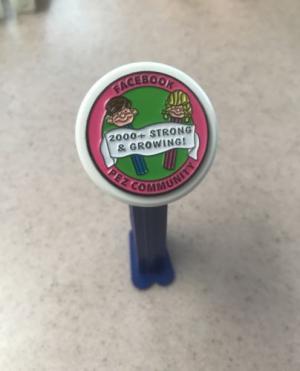 FACEBOOK
2000+ STRONG
& GROWING!
PEZ COMMUNITY